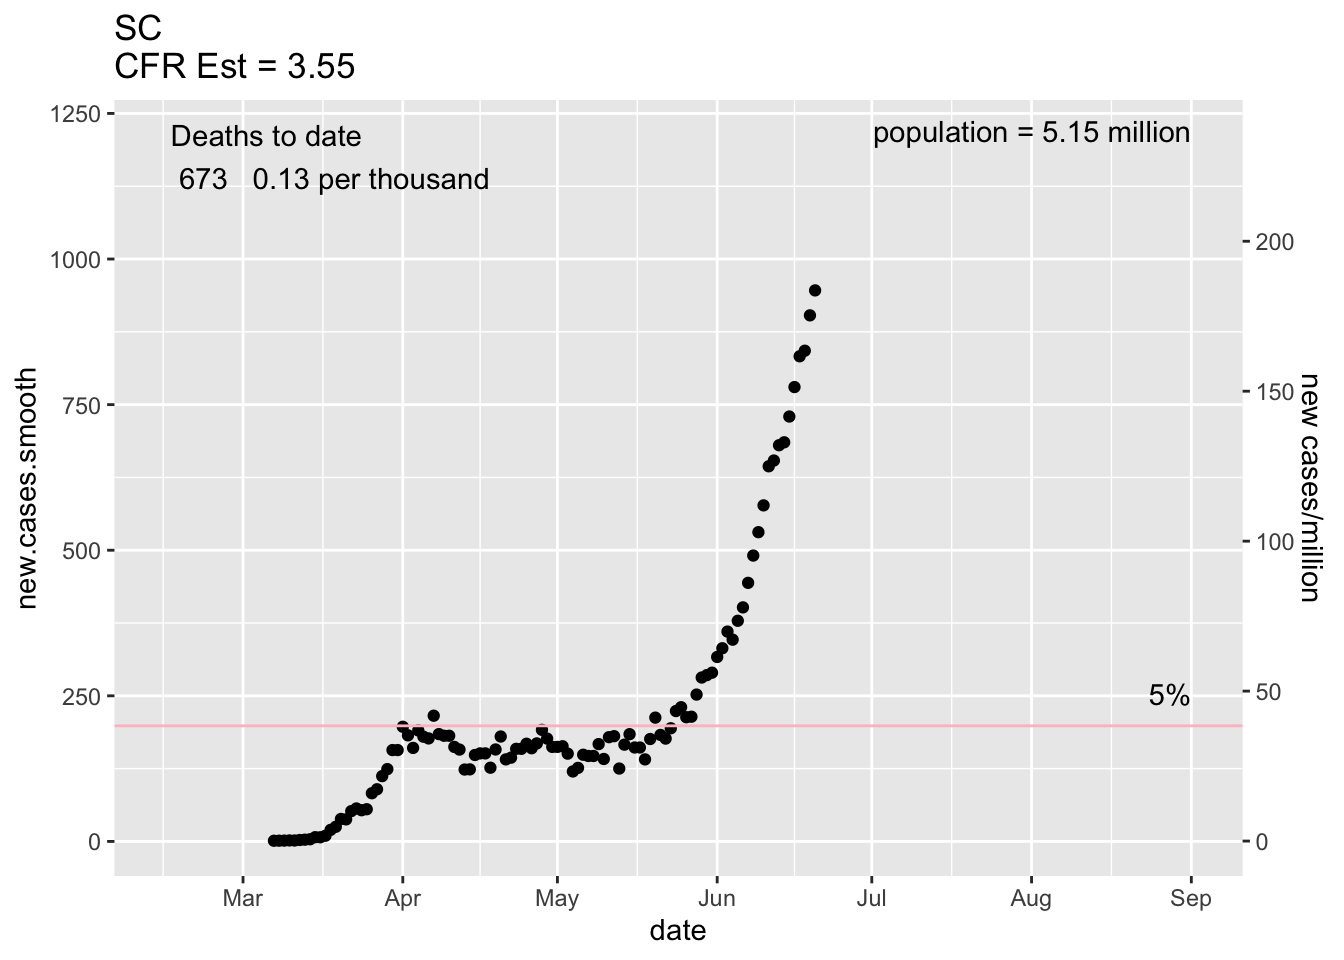 SC
CFR Est = 3.55
1250
1000
750
500
250
0
new.cases.smooth
Deaths to date
673 0.13 per thousand
population = 5.15 million
5%
200
150
100
50
0
new cases/million
Mar Apr May Jun Jul Aug Sep
date